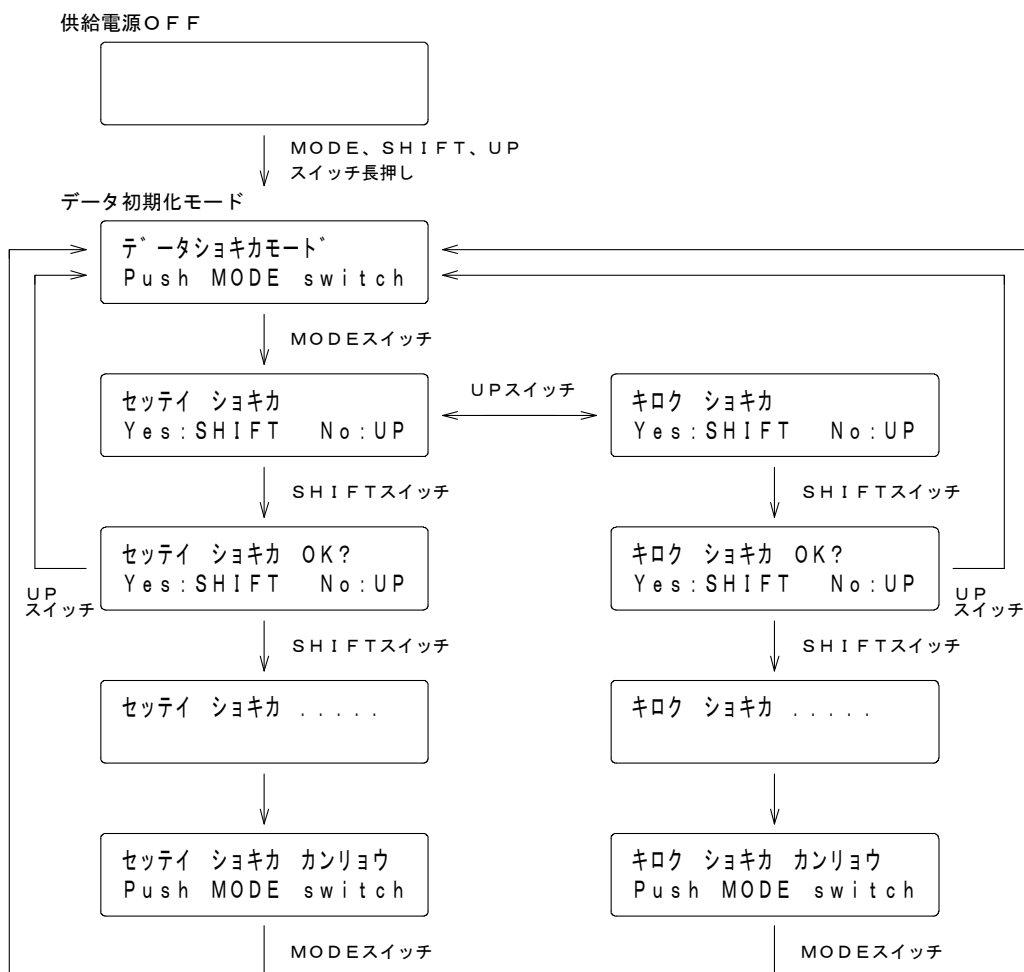 供給電源ＯＦＦ
ＭＯＤＥ、ＳＨＩＦＴ、ＵＰ
スイッチ長押し
データ初期化モード
デ゛ータショキカモード゛
Push MODE switch
ＭＯＤＥスイッチ
セッテイ ショキカ
Yes:SHIFT No:UP
ＵＰスイッチ
キロク ショキカ
Yes:SHIFT No:UP
ＳＨＩＦＴスイッチ
ＳＨＩＦＴスイッチ
セッテイ ショキカ OK?
Yes:SHIFT No:UP
ＵＰ
スイッチ
キロク ショキカ OK?
Yes:SHIFT No:UP
ＵＰ
スイッチ
ＳＨＩＦＴスイッチ
ＳＨＩＦＴスイッチ
セッテイ ショキカ .....
キロク ショキカ .....
セッテイ ショキカ カンリョウ
Push MODE switch
キロク ショキカ カンリョウ
Push MODE switch
ＭＯＤＥスイッチ
ＭＯＤＥスイッチ